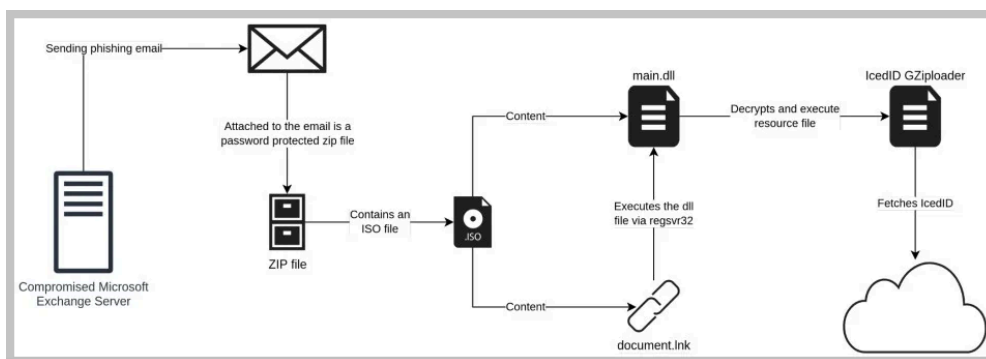 Sending phishing email
Attached to the email is a
password protected zip file
Compromised Microsoft
Exchange Server
ZIP file
Contains an
ISO file
.ISO
Content
Content
main.dll
Executes the dll
file via regsvr32
document.lnk
Decrypts and execute
resource file
IcedID GZiploader
Fetches IcedID